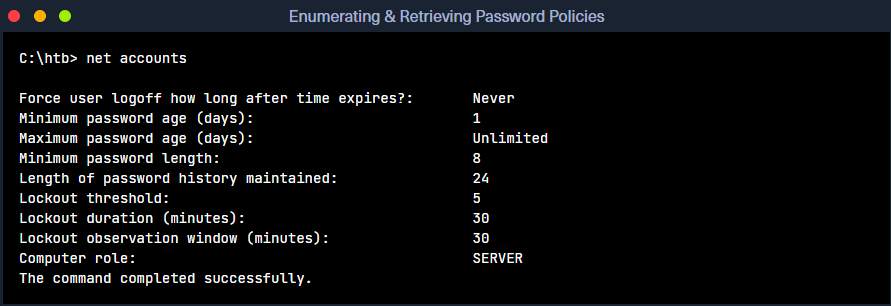 Enumerating & Retrieving Password Policies
C:\htb> net accounts
Force user logoff how long after time expires?: Never
Minimum password age (days): 1
Maximum password age (days): Unlimited
Minimum password length: 8
Length of password history maintained: 24
Lockout threshold: 5
Lockout duration (minutes): 30
Lockout observation window (minutes): 30
Computer role: SERVER
The command completed successfully.